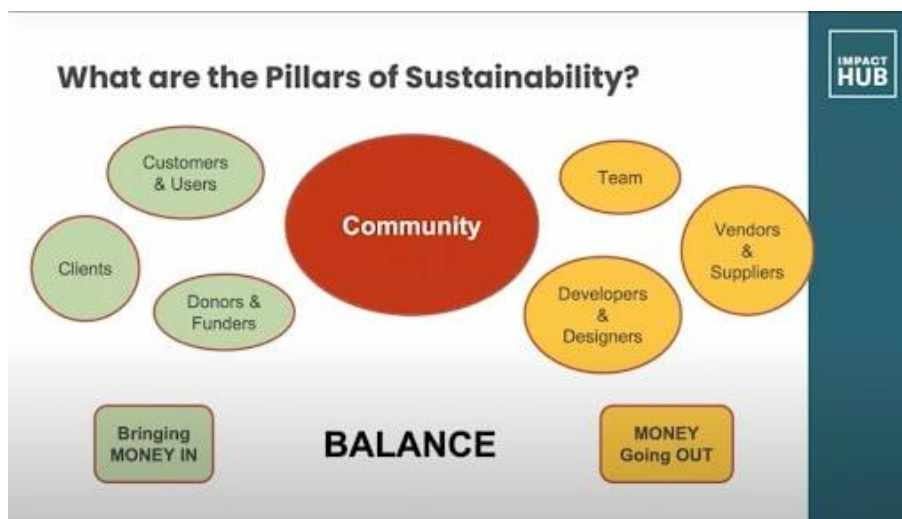 What are the Pillars of Sustainability?
IMPACT
HUB
Customers
& Users
Community
Team
Clients
Vendors
&
Suppliers
Donors &
Funders
Developers
&
Designers
Bringing
MONEY IN
BALANCE
MONEY
Going OUT